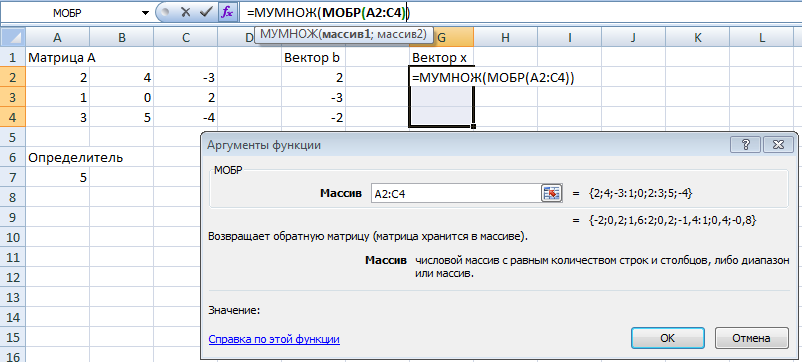 МОБР =МУМНОЖ(МОБР(A2:C4))
МУМНОЖ(массив1; массив2)
A B C D E F G H I J K L
1 Матрица A Вектор b Вектор x
2 2 4 -3 2 =МУМНОЖ(МОБР(A2:C4))
3 1 0 2 -3
4 3 5 -4 -2
5
6 Определитель
7 5
8
9
10
11
12
13
14
15
16
Аргументы функции
МОБР
Массив A2:C4 = {2;4;-3:1;0;2:3;5;-4}
= {-2;0,2;1,6:2;0,2;-1,4:1;0,4;-0,8}
Возвращает обратную матрицу (матрица хранится в массиве).
Массив числовой массив с равным количеством строк и столбцов, либо диапазон
или массив.
Значение:
Справка по этой функции OK Отмена